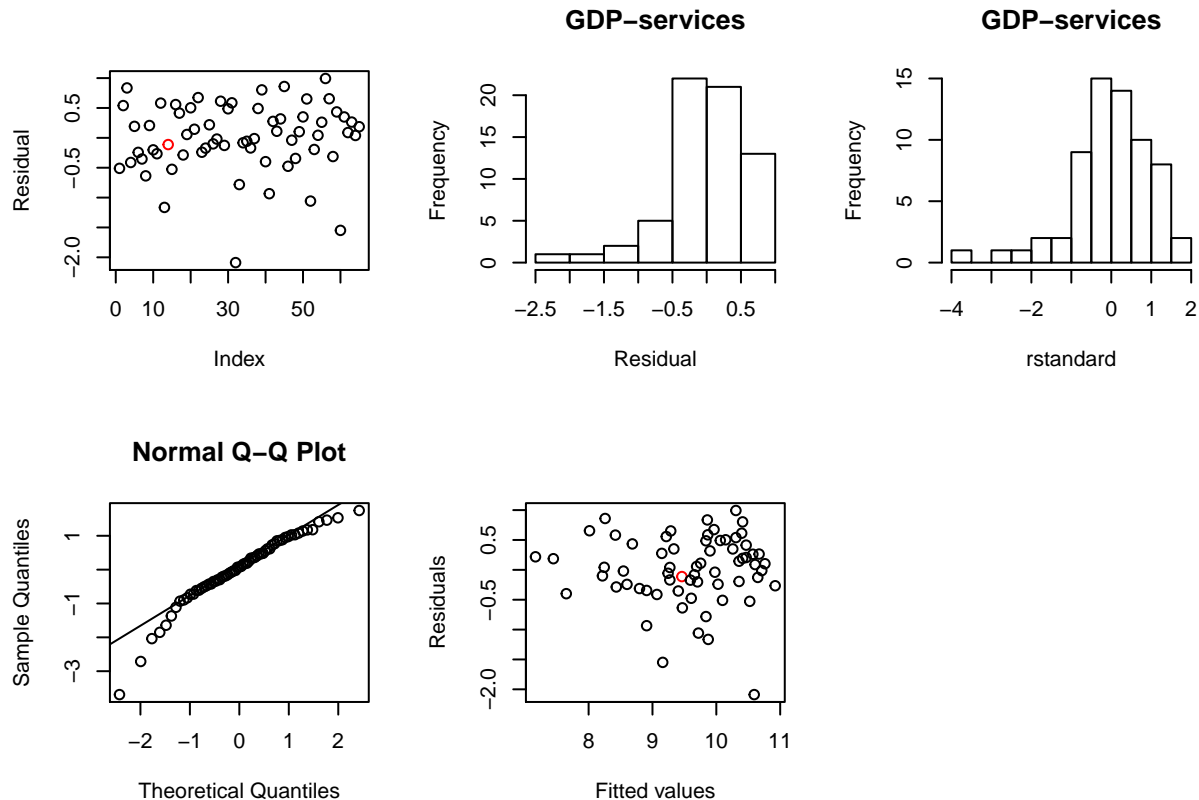 Residual
0.5
−0.5
−2.0
0 10 30 50
Index
GDP−services
Frequency
20
15
10
5
0
−2.5 −1.5 −0.5 0.5
Residual
GDP−services
Frequency
15
10
5
0
−4 −2 0 1 2
rstandard
Normal Q−Q Plot
Sample Quantiles
1
−1
−3
−2 −1 0 1 2
Theoretical Quantiles
Residuals
0.5
−0.5
−2.0
8 9 10 11
Fitted values